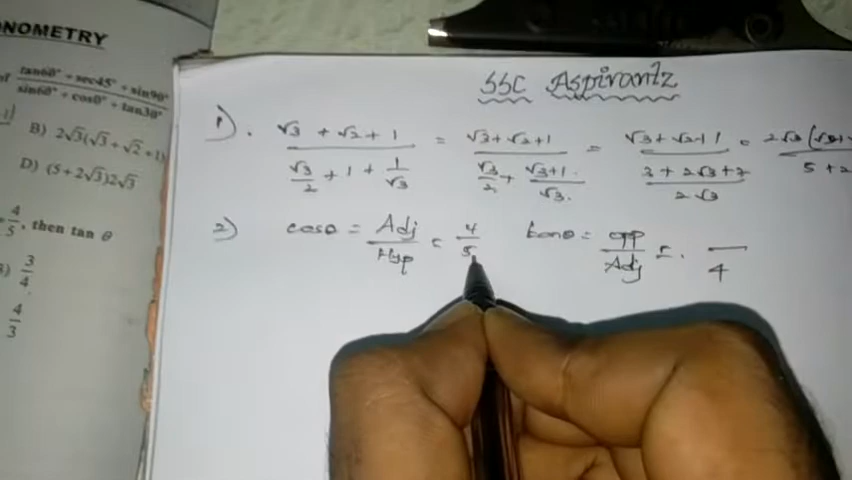 ONOMETRY
of tan60° + sec45° + sin90° / sin60° + cos0° + tan30°
B) 2√3(√3 + √2 + 1)
D) (5 + 2√3)2√3
4/5, then tan θ
3/4
4/3
SSC Aspirantz
1). (√3 + √2 + 1) / (√3/2 + 1 + 1/√3) = (√3+√2+1) / (√3/2 + (√3+1)/√3) = (√3+√2+1) / ((3+2√3+2)/2√3) =
2) cosθ = Adj/Hyp = 4/5 tanθ = opp/Adj = /4